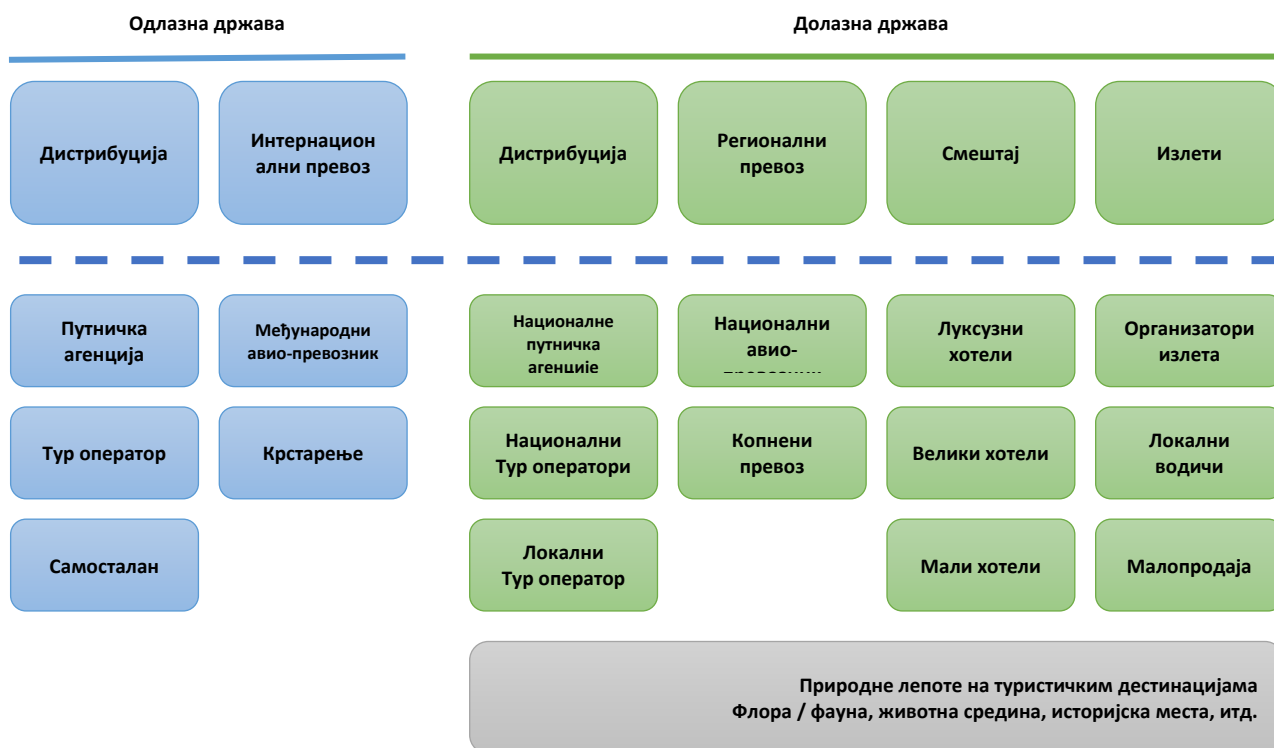 Одлазна држава
Долазна држава
Дистрибуција
Интернацион
ални превоз
Дистрибуција
Регионални
превоз
Смештај
Излети
Путничка
агенција
Међународни
авио-превозник
Националне
путничка
агенције
Национални
авио-
Луксузни
хотели
Организатори
излета
Тур оператор
Крстарење
Национални
Тур оператори
Копнени
превоз
Велики хотели
Локални
водичи
Самосталан
Локални
Тур оператор
Мали хотели
Малопродаја
Природне лепоте на туристичким дестинацијама
Флора / фауна, животна средина, историјска места, итд.